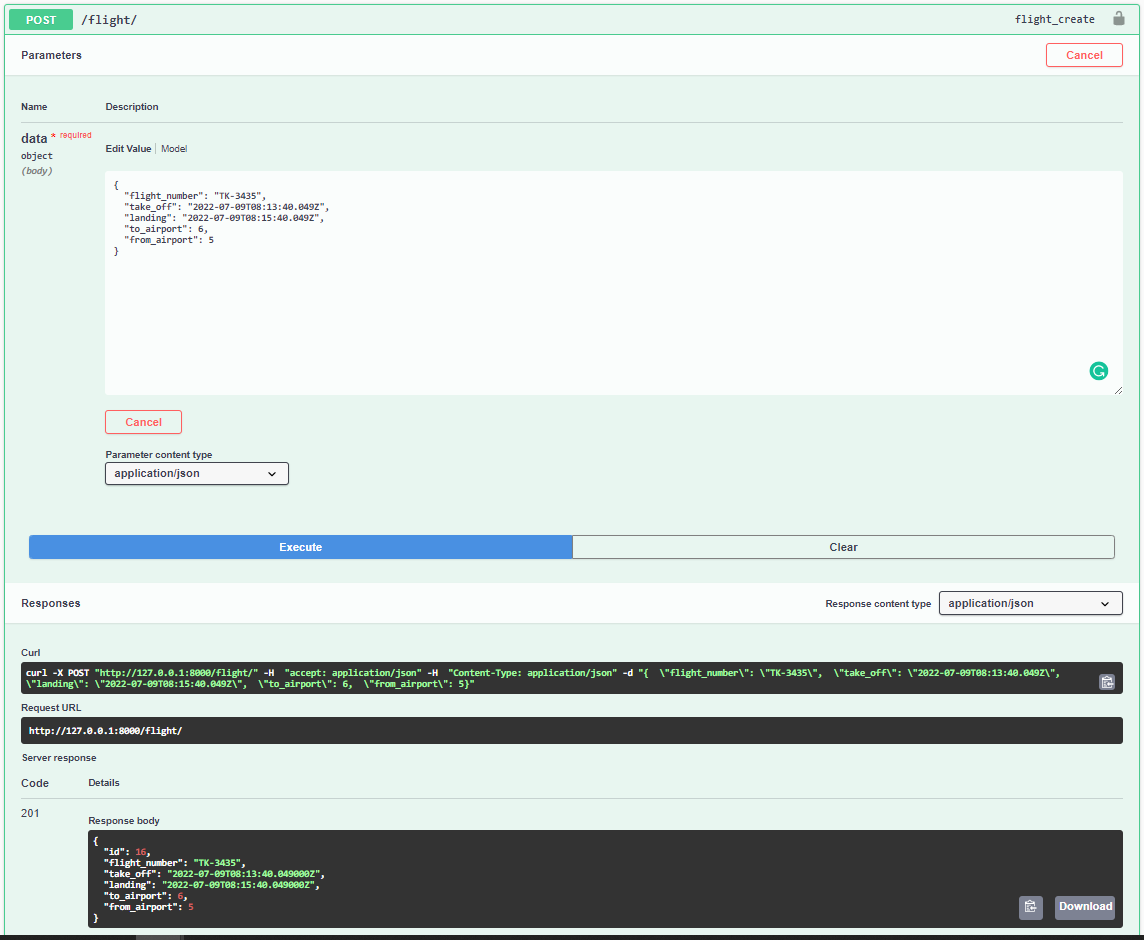 POST /flight/ flight_create
Parameters Cancel
Name Description
data * required
object
(body)
Edit Value Model
{
"flight_number": "TK-3435",
"take_off": "2022-07-09T08:13:40.049Z",
"landing": "2022-07-09T08:15:40.049Z",
"to_airport": 6,
"from_airport": 5
}
Cancel
Parameter content type
application/json
Execute Clear
Responses Response content type application/json
Curl
curl -X POST "http://127.0.0.1:8000/flight/" -H "accept: application/json" -H "Content-Type: application/json" -d "{ \"flight_number\": \"TK-3435\", \"take_off\": \"2022-07-09T08:13:40.049Z\",
\"landing\": \"2022-07-09T08:15:40.049Z\", \"to_airport\": 6, \"from_airport\": 5}"
Request URL
http://127.0.0.1:8000/flight/
Server response
Code Details
201
Response body
{
"id": 16,
"flight_number": "TK-3435",
"take_off": "2022-07-09T08:13:40.049000Z",
"landing": "2022-07-09T08:15:40.049000Z",
"to_airport": 6,
"from_airport": 5
}
Download